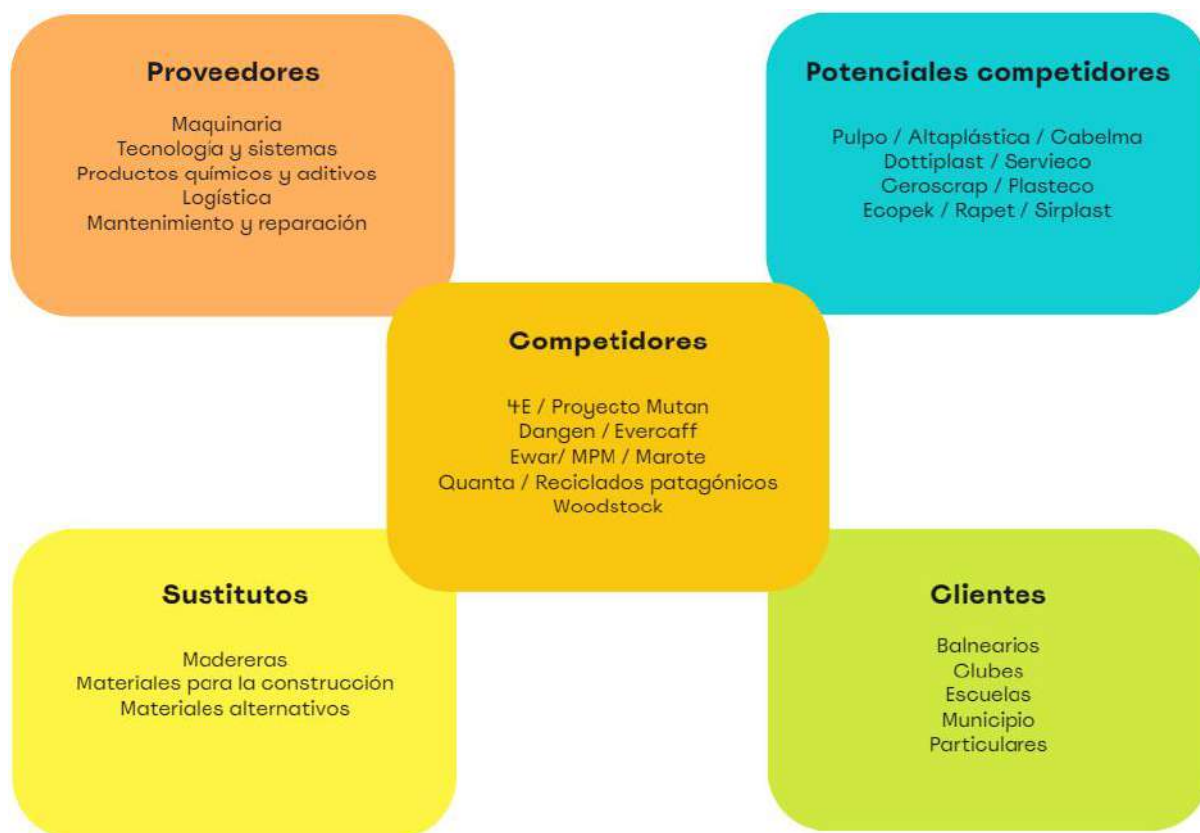 Proveedores
Maquinaria
Tecnología y sistemas
Productos químicos y aditivos
Logística
Mantenimiento y reparación
Potenciales competidores
Pulpo / Altaplástica / Cabelma
Dottiplast / Servieco
Ceroscrap / Plasteco
Ecopek / Rapet / Sirplast
Competidores
4E / Proyecto Mutan
Dangen / Evercaff
Ewar/ MPM / Marote
Quanta / Reciclados patagónicos
Woodstock
Sustitutos
Madereras
Materiales para la construcción
Materiales alternativos
Clientes
Balnearios
Clubes
Escuelas
Municipio
Particulares